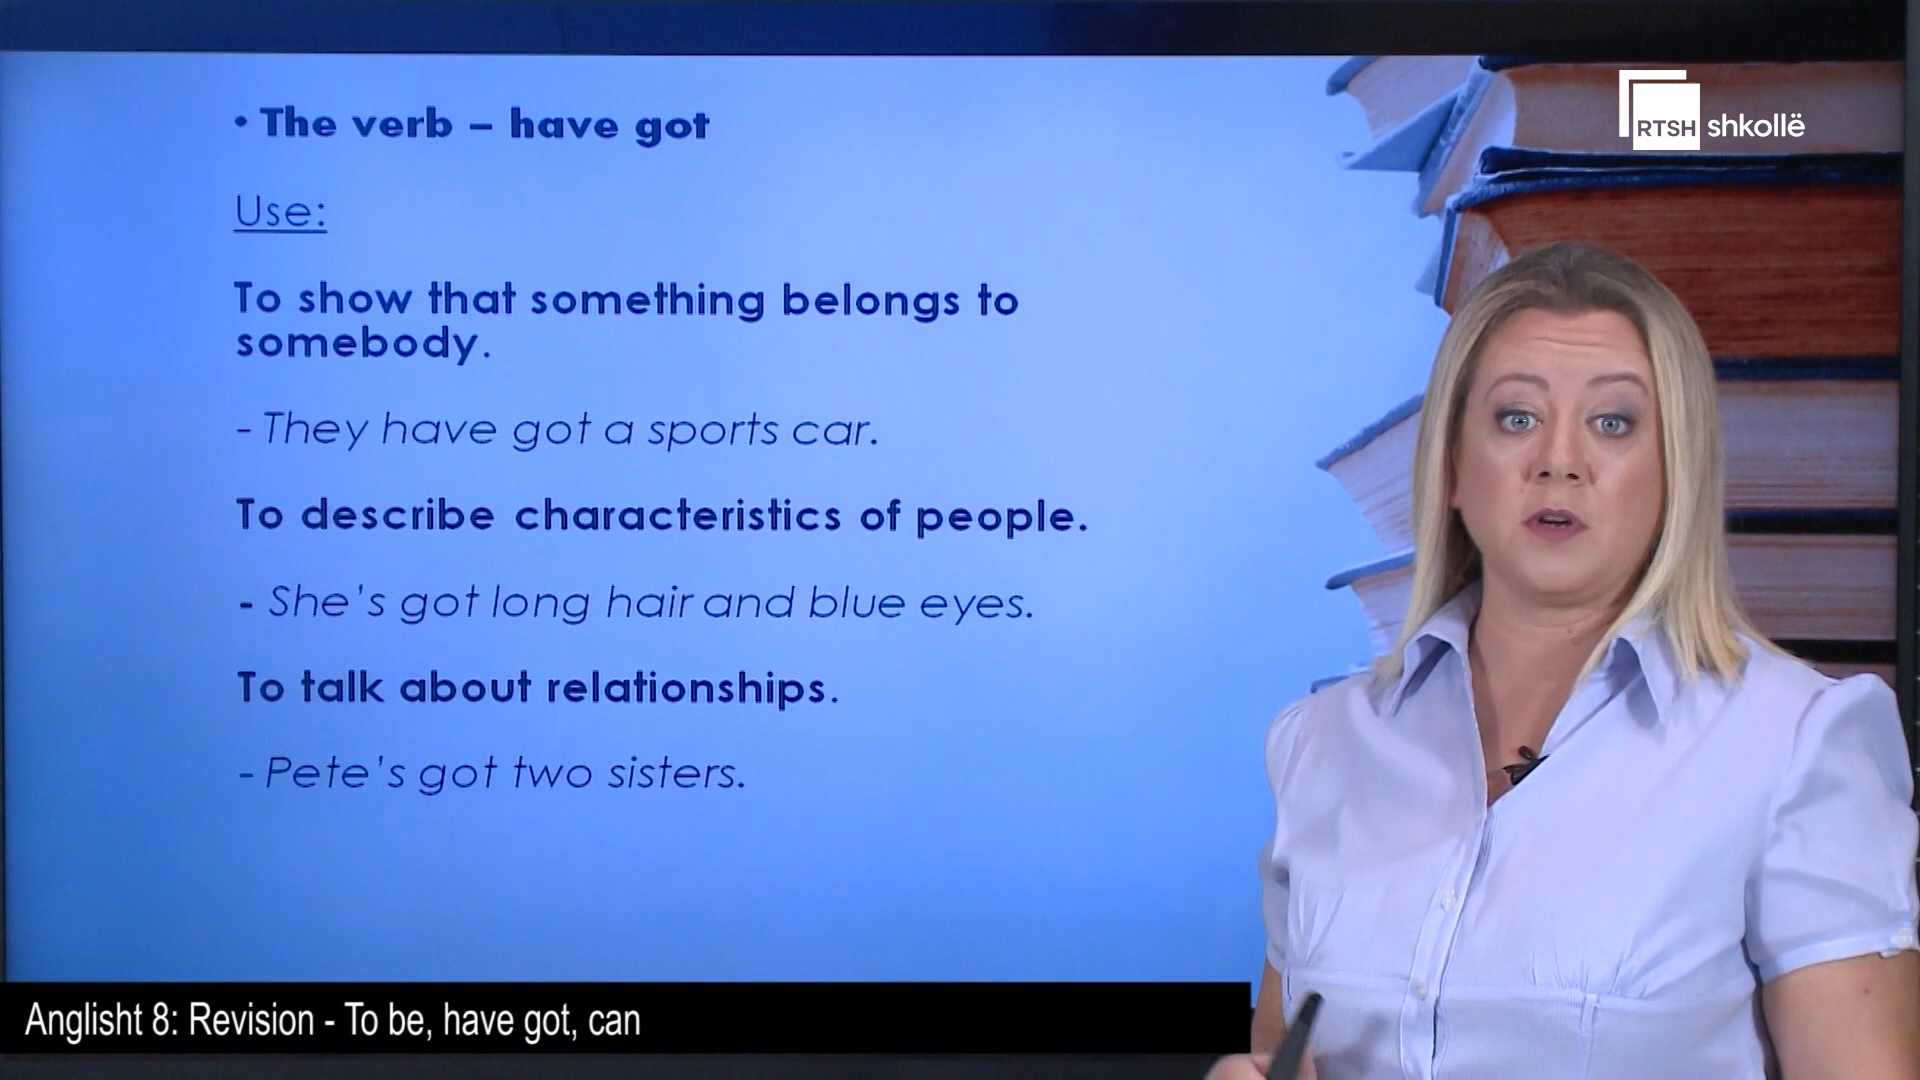 • The verb – have got
Use:
To show that something belongs to
somebody.
- They have got a sports car.
To describe characteristics of people.
- She's got long hair and blue eyes.
To talk about relationships.
- Pete's got two sisters.
RTSH shkollë
Anglisht 8: Revision - To be, have got, can